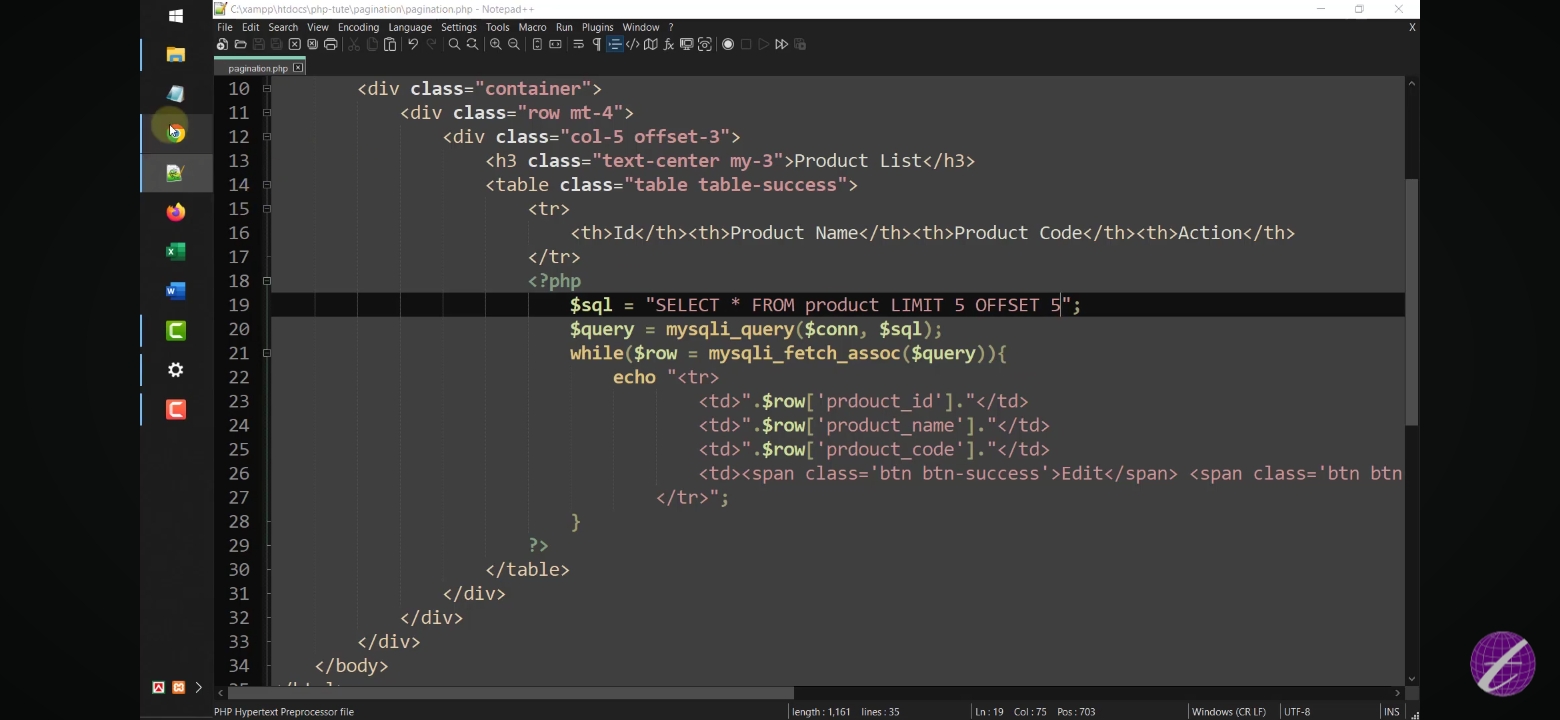 C:\xampp\htdocs\php-tute\pagination\pagination.php - Notepad++
File Edit Search View Encoding Language Settings Tools Macro Run Plugins Window ? X
pagination.php
10 <div class="container">
11 <div class="row mt-4">
12 <div class="col-5 offset-3">
13 <h3 class="text-center my-3">Product List</h3>
14 <table class="table table-success">
15 <tr>
16 <th>Id</th><th>Product Name</th><th>Product Code</th><th>Action</th>
17 </tr>
18 <?php
19 $sql = "SELECT * FROM product LIMIT 5 OFFSET 5";
20 $query = mysqli_query($conn, $sql);
21 while($row = mysqli_fetch_assoc($query)){
22 echo "<tr>
23 <td>".$row['prdouct_id']."</td>
24 <td>".$row['product_name']."</td>
25 <td>".$row['prdouct_code']."</td>
26 <td><span class='btn btn-success'>Edit</span> <span class='btn btn
27 </tr>";
28 }
29 ?>
30 </table>
31 </div>
32 </div>
33 </div>
34 </body>
PHP Hypertext Preprocessor file length : 1,161 lines : 35 Ln : 19 Col : 75 Pos : 703 Windows (CR LF) UTF-8 INS